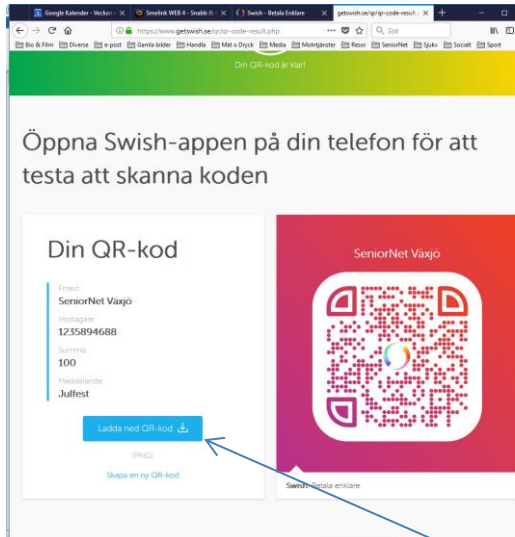 Google Kalender - Veckan
Smelink WEB 4 - Snabb &
Swish - Betala Enklare
getswish.se/qr/qr-code-result.
https://www.getswish.se/qr/qr-code-result.php
Sök
Bio & Film Diverse e-post Gamla bilder Handla Mat o Dryck Media Molntjänster Resor SeniorNet Sjukv Socialt Sport
Din QR-kod är klar!
Öppna Swish-appen på din telefon för att
testa att skanna koden
Din QR-kod
Fritext
SeniorNet Växjö
Mottagare
1235894688
Summa
100
Meddelande
Julfest
Ladda ned QR-kod
(PNG)
Skapa en ny QR-kod
SeniorNet Växjö
Swish. Betala enklare.